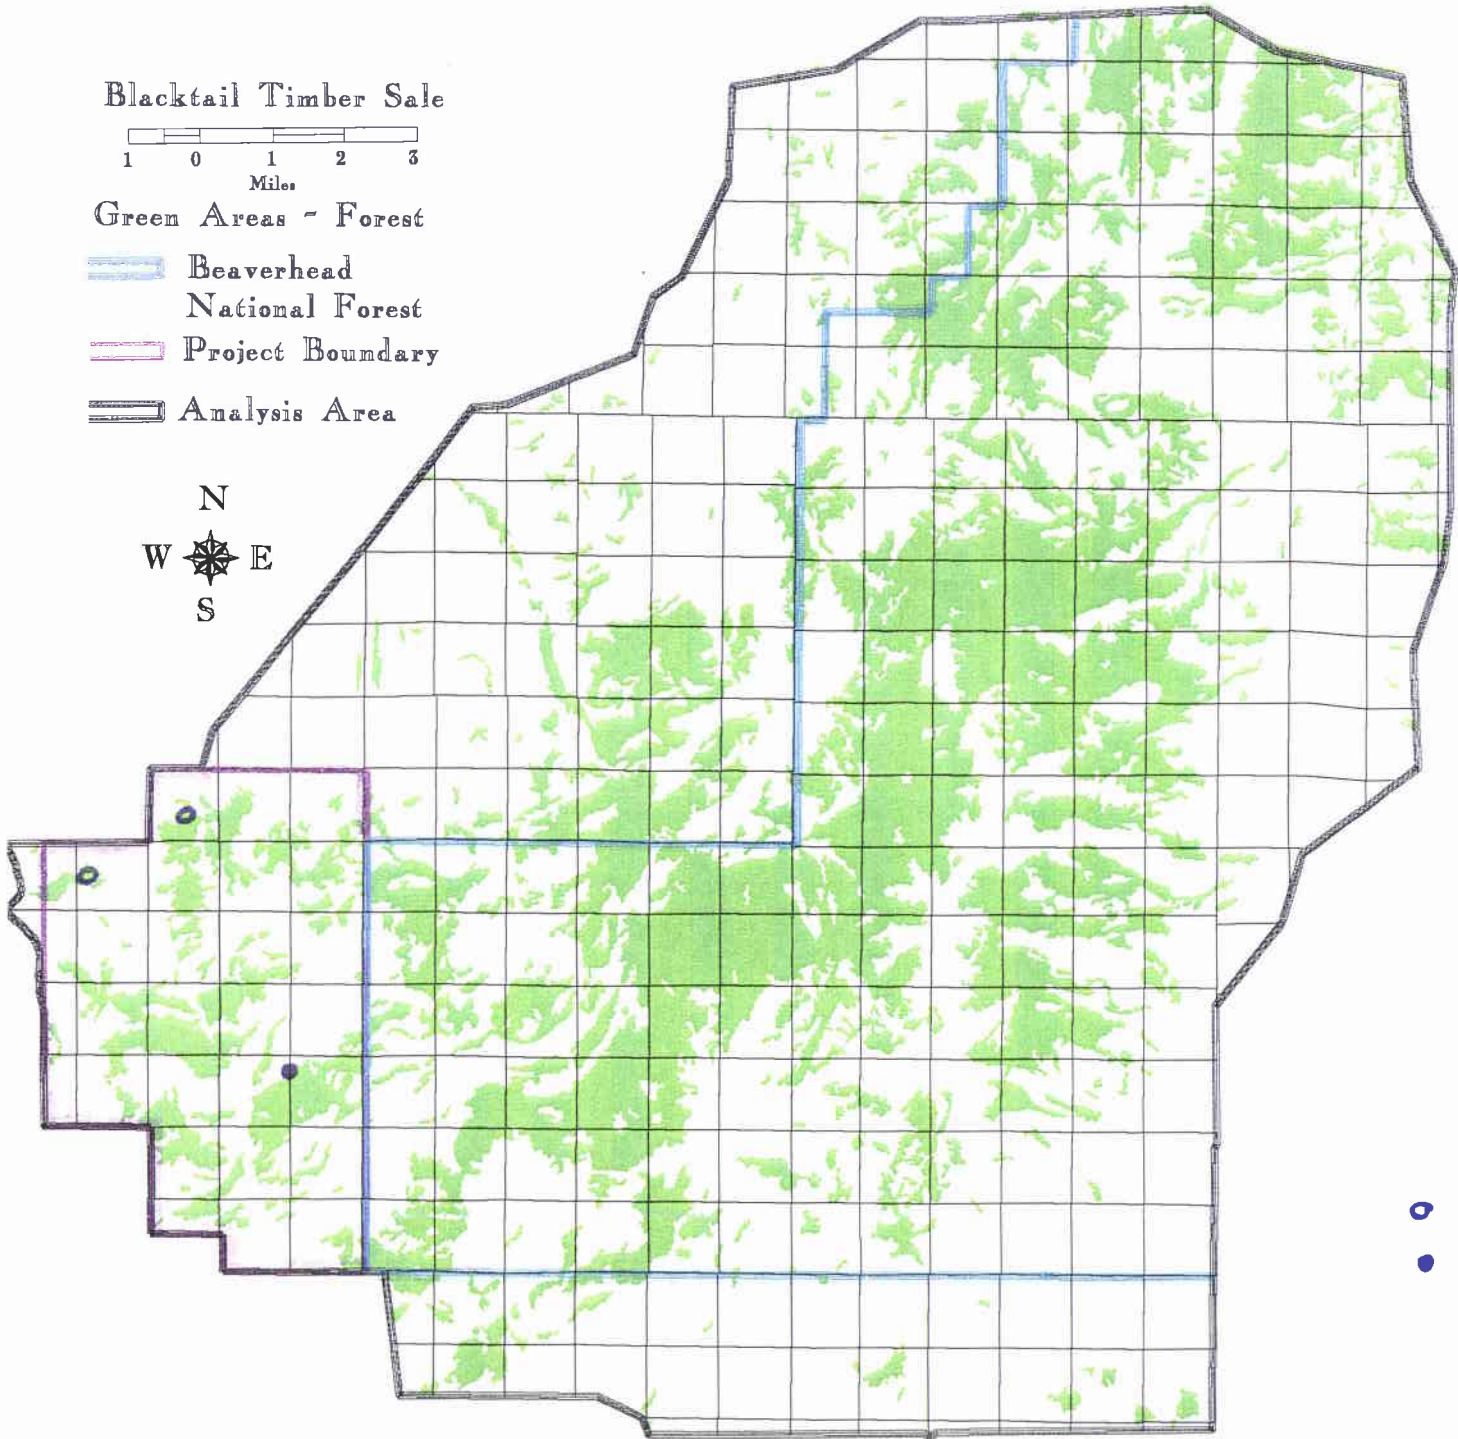 Blacktail Timber Sale
1 0 1 2 3
Miles
Green Areas - Forest
Beaverhead
National Forest
Project Boundary
Analysis Area
N
W E
S